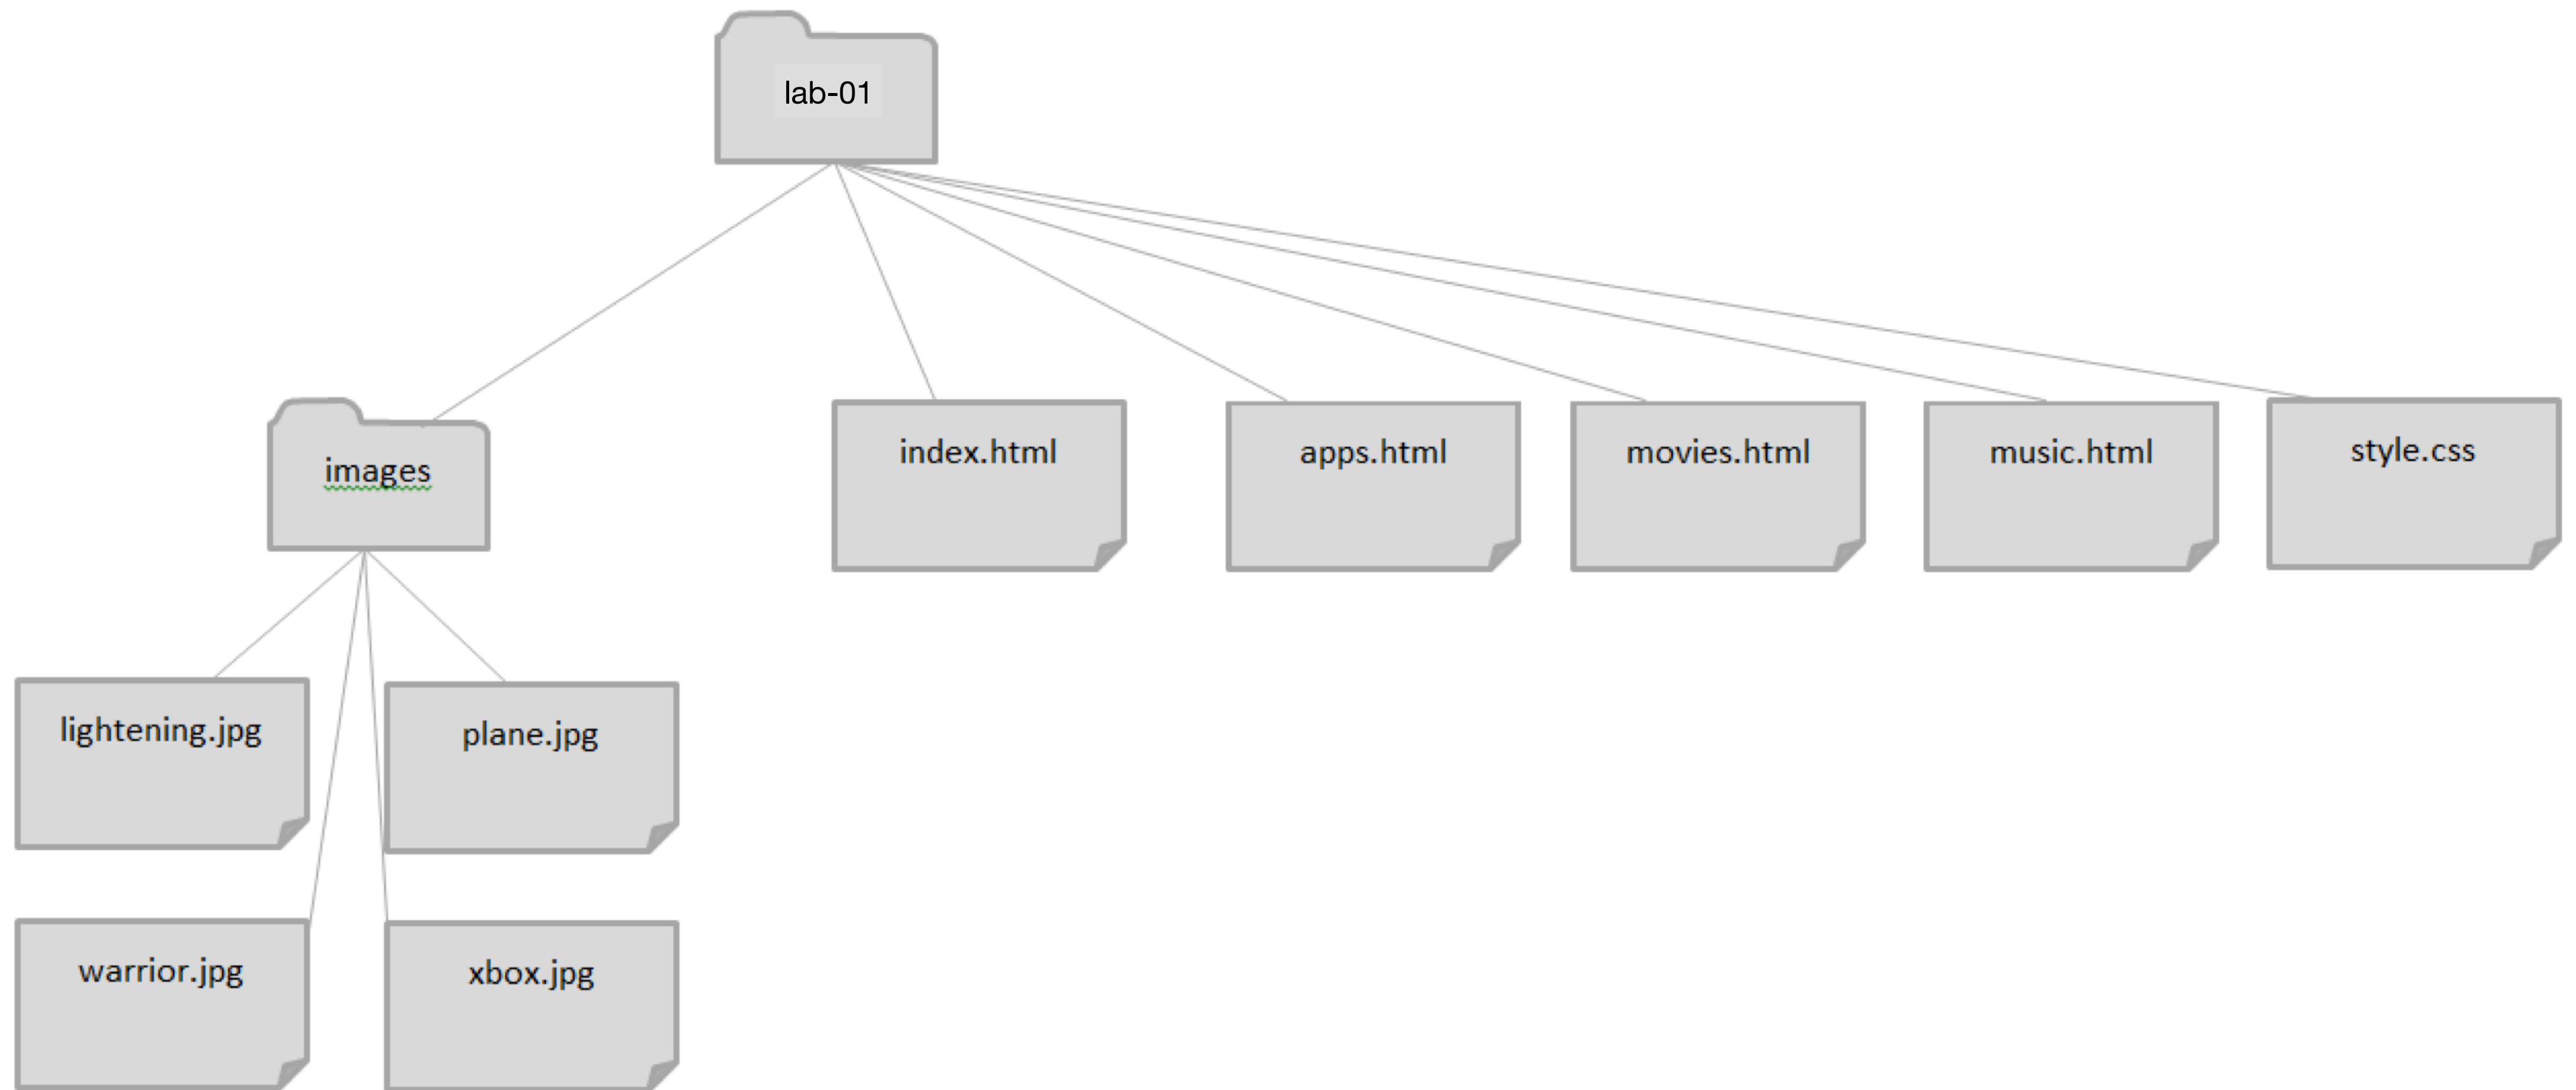 lab-01
images
index.html
apps.html
movies.html
music.html
style.css
lightening.jpg
plane.jpg
warrior.jpg
xbox.jpg